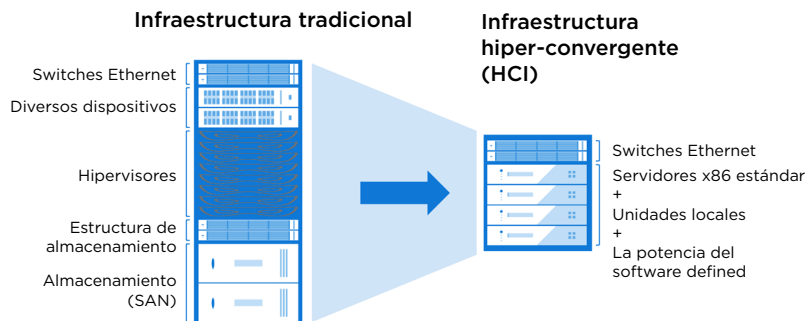 Infraestructura tradicional
Switches Ethernet
Diversos dispositivos
Hipervisores
Estructura de
almacenamiento
Almacenamiento
(SAN)
Infraestructura
hiper-convergente
(HCI)
Switches Ethernet
Servidores x86 estándar
+
Unidades locales
+
La potencia del
software defined